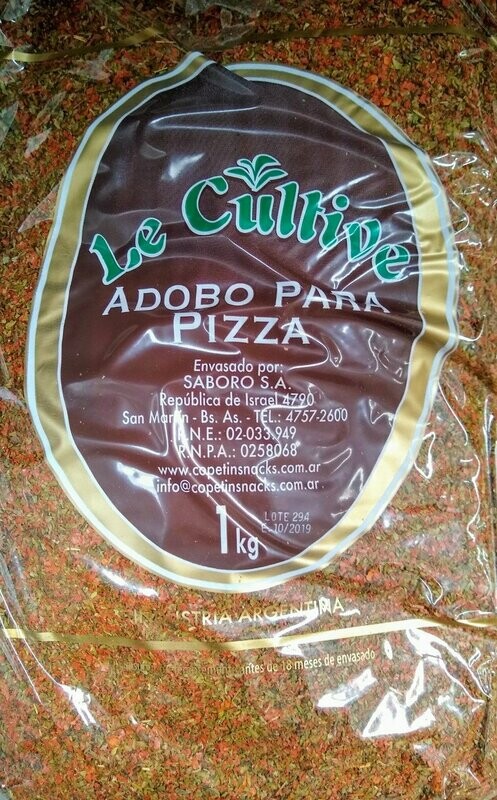 Le Cultive
ADOBO PARA
PIZZA
Envasado por:
SABORO S.A.
República de Israel 4790
San Martín - Bs. As. - TEL.: 4757-2600
R.N.E.: 02-033.949
R.N.P.A.: 0258068
www.copetinsnacks.com.ar
info@copetinsnacks.com.ar
LOTE 294
E-10/2019
1kg
INDUSTRIA ARGENTINA
antes de 18 meses de envasado